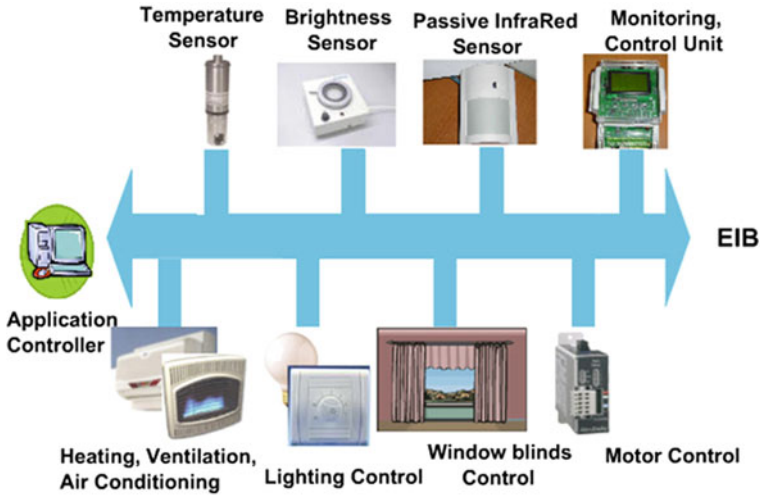 Temperature
Sensor
Brightness
Sensor
Passive InfraRed
Sensor
Monitoring,
Control Unit
EIB
Application
Controller
Heating, Ventilation,
Air Conditioning
Lighting Control
Window blinds
Control
Motor Control